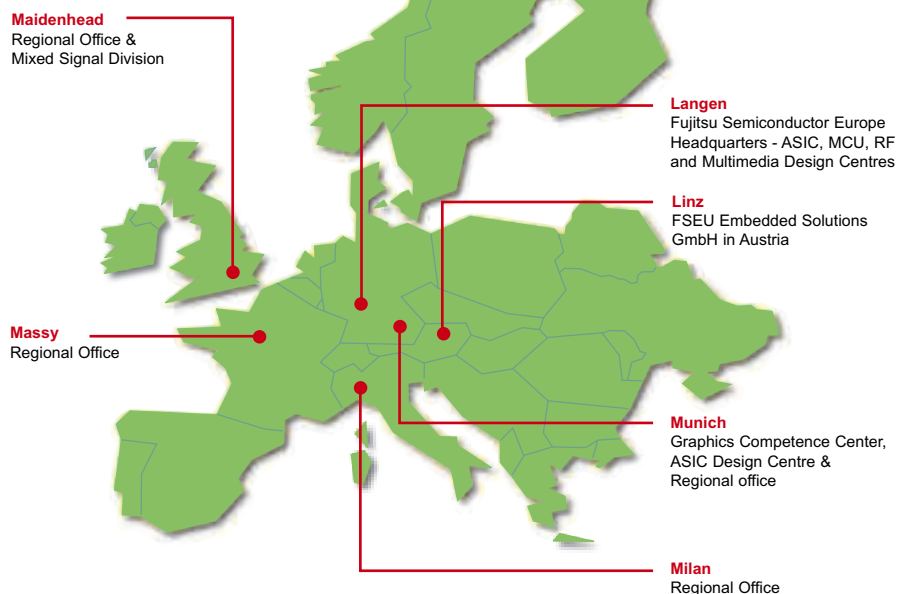 Maidenhead
Regional Office &
Mixed Signal Division
Langen
Fujitsu Semiconductor Europe
Headquarters - ASIC, MCU, RF
and Multimedia Design Centres
Linz
FSEU Embedded Solutions
GmbH in Austria
Massy
Regional Office
Munich
Graphics Competence Center,
ASIC Design Centre &
Regional office
Milan
Regional Office